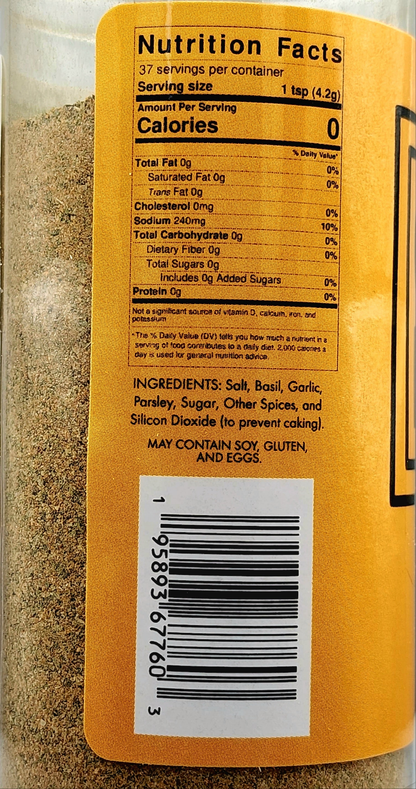 Nutrition Facts
37 servings per container
Serving size 1 tsp (4.2g)
Amount Per Serving
Calories 0
% Daily Value*
Total Fat 0g 0%
Saturated Fat 0g 0%
Trans Fat 0g
Cholesterol 0mg 0%
Sodium 240mg 10%
Total Carbohydrate 0g 0%
Dietary Fiber 0g 0%
Total Sugars 0g
Includes 0g Added Sugars 0%
Protein 0g 0%
Not a significant source of vitamin D, calcium, iron, and
potassium
*The % Daily Value (DV) tells you how much a nutrient in a
serving of food contributes to a daily diet. 2,000 calories a
day is used for general nutrition advice.
INGREDIENTS: Salt, Basil, Garlic,
Parsley, Sugar, Other Spices, and
Silicon Dioxide (to prevent caking).
MAY CONTAIN SOY, GLUTEN,
AND EGGS.
1 95893 67760 3